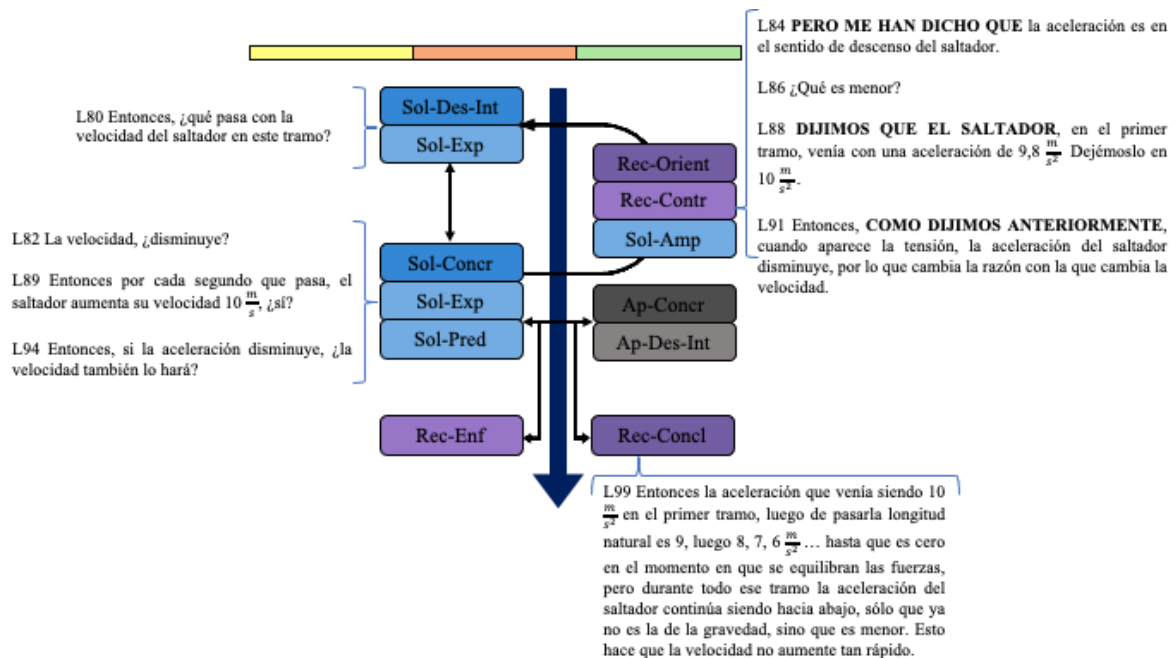 L80 Entonces, ¿qué pasa con la
velocidad del saltador en este tramo?
Sol-Des-Int
Sol-Exp
L82 La velocidad, ¿disminuye?
L89 Entonces por cada segundo que pasa, el
saltador aumenta su velocidad 10 m/s, ¿sí?
L94 Entonces, si la aceleración disminuye, ¿la
velocidad también lo hará?
Sol-Concr
Sol-Exp
Sol-Pred
Rec-Enf
Rec-Orient
Rec-Contr
Sol-Amp
Ap-Concr
Ap-Des-Int
Rec-Concl
L84 PERO ME HAN DICHO QUE la aceleración es en
el sentido de descenso del saltador.
L86 ¿Qué es menor?
L88 DIJIMOS QUE EL SALTADOR, en el primer
tramo, venía con una aceleración de 9,8 m/s² Dejémoslo en
10 m/s².
L91 Entonces, COMO DIJIMOS ANTERIORMENTE,
cuando aparece la tensión, la aceleración del saltador
disminuye, por lo que cambia la razón con la que cambia la
velocidad.
L99 Entonces la aceleración que venía siendo 10
m/s² en el primer tramo, luego de pasarla longitud
natural es 9, luego 8, 7, 6 m/s² … hasta que es cero
en el momento en que se equilibran las fuerzas,
pero durante todo ese tramo la aceleración del
saltador continúa siendo hacia abajo, sólo que ya
no es la de la gravedad, sino que es menor. Esto
hace que la velocidad no aumente tan rápido.